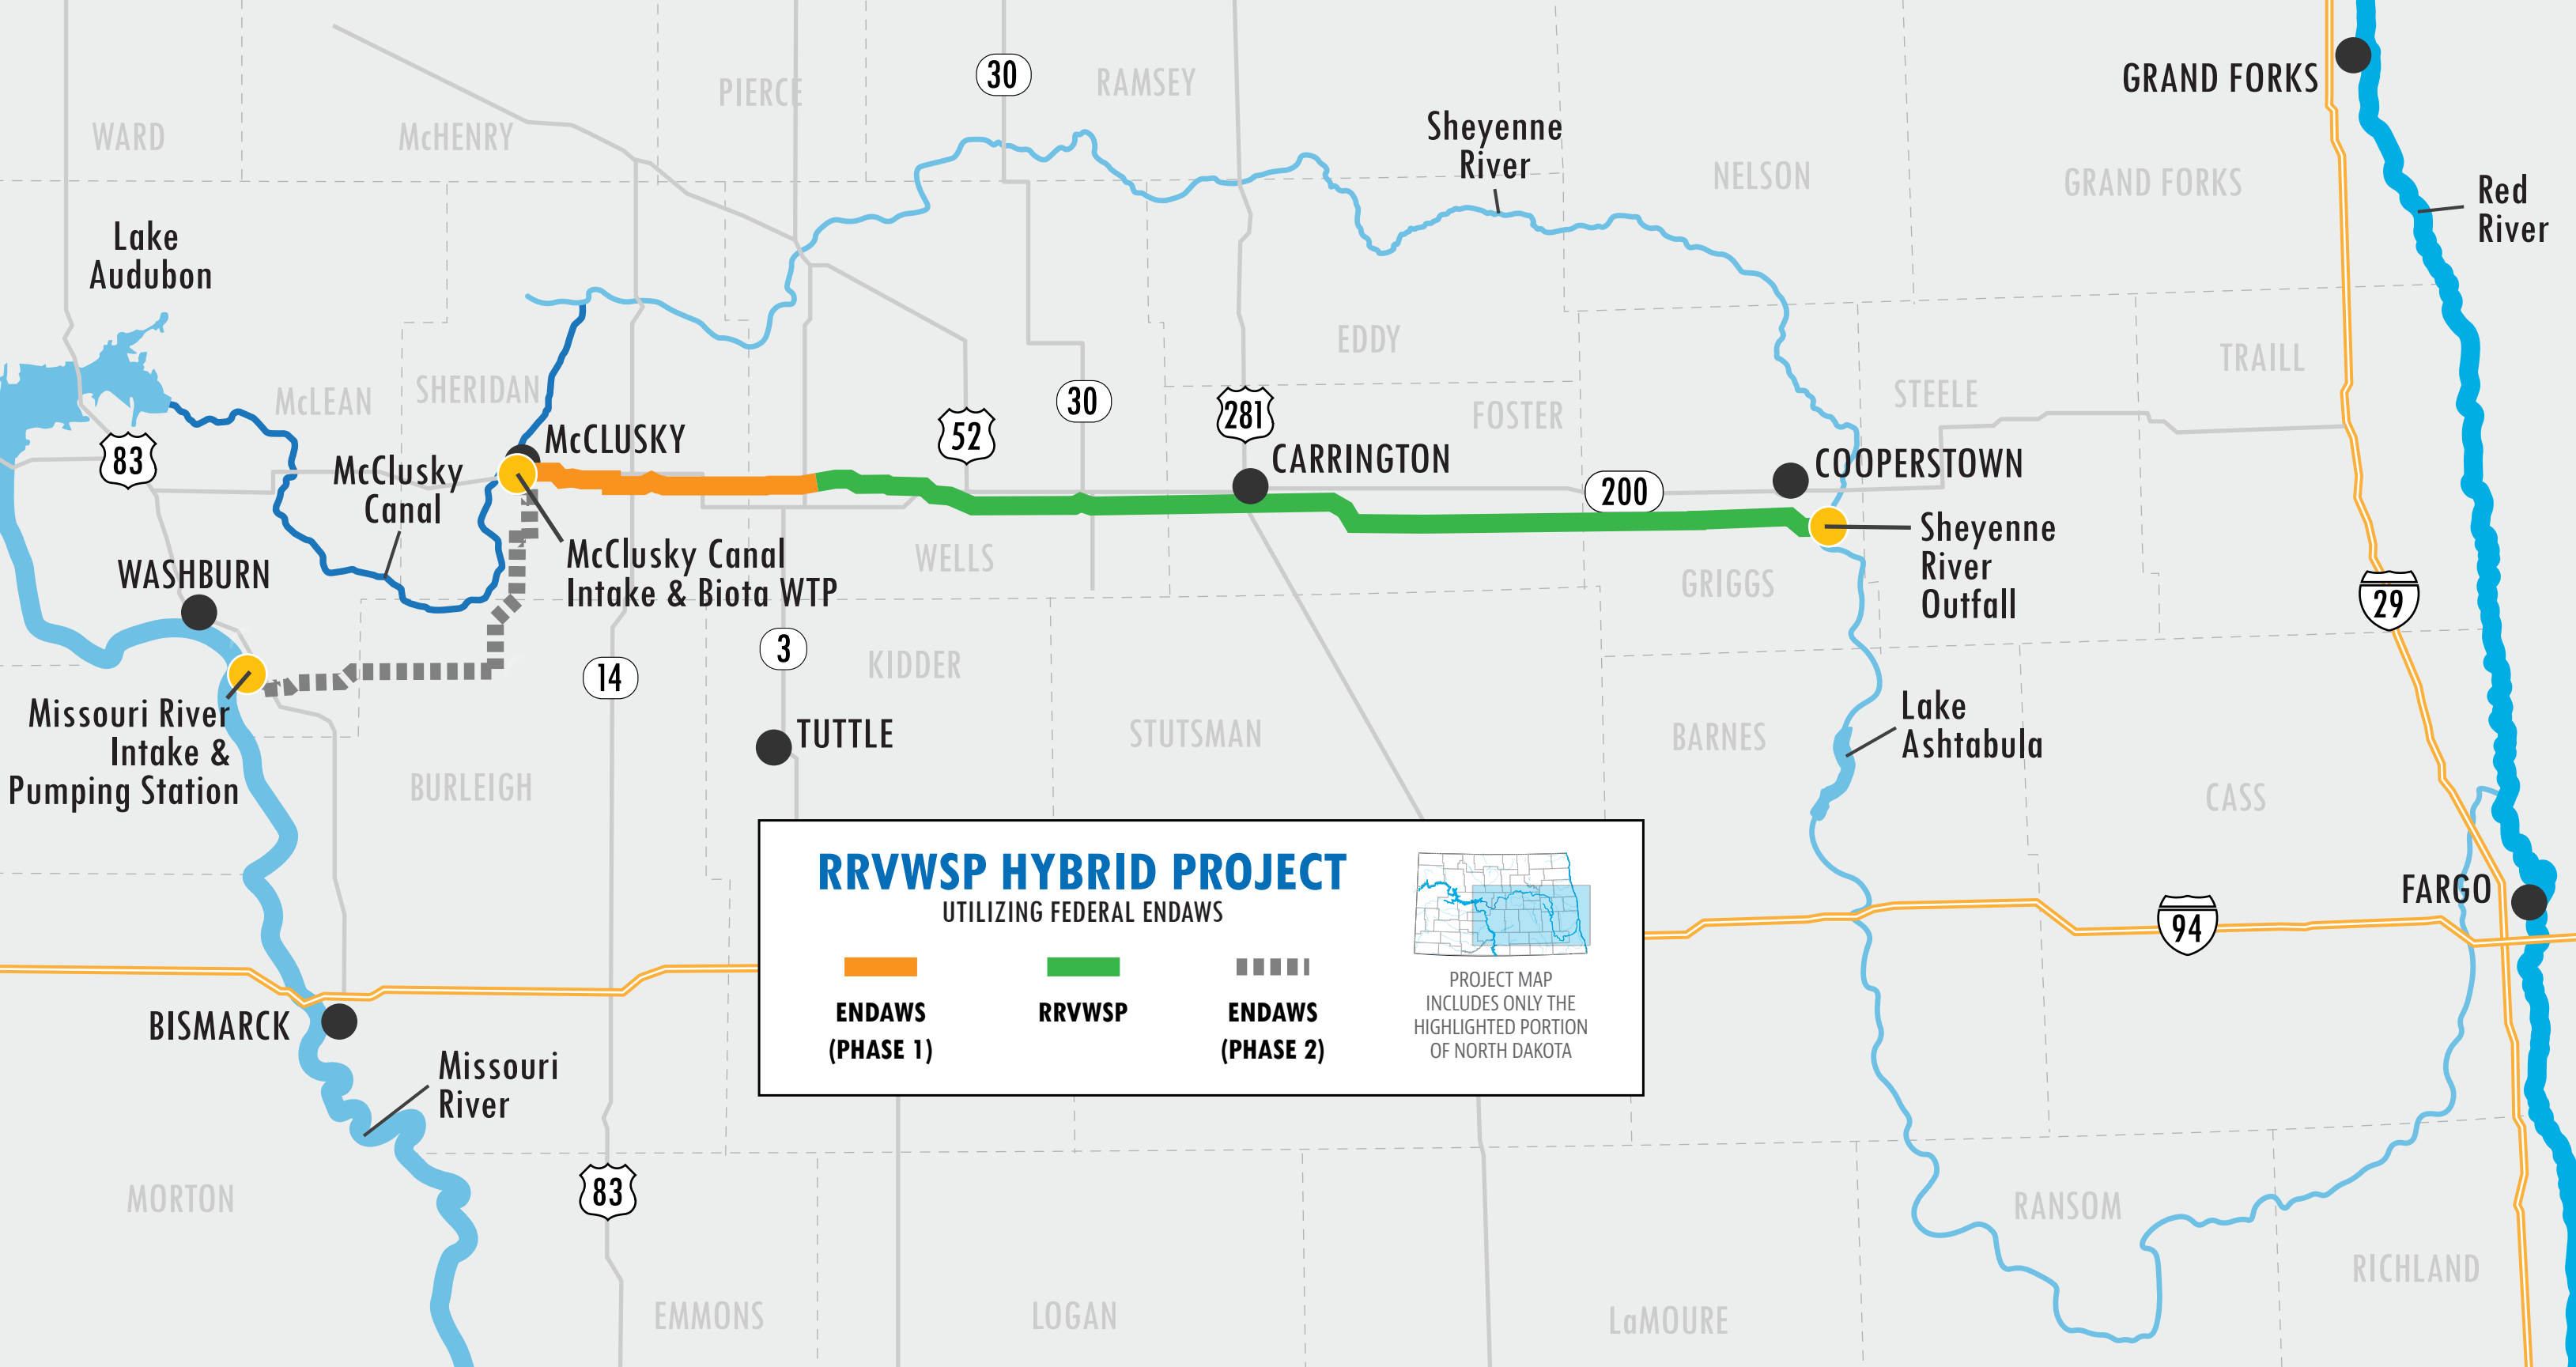 30
RAMSEY
PIERCE
GRAND FORKS
WARD
McHENRY
Sheyenne
River
NELSON
GRAND FORKS
Red
River
Lake
Audubon
EDDY
TRAILL
McLEAN
SHERIDAN
30
281
FOSTER
STEELE
83
McClusky
Canal
McCLUSKY
52
CARRINGTON
200
COOPERSTOWN
WASHBURN
McClusky Canal
Intake & Biota WTP
WELLS
GRIGGS
Sheyenne
River
Outfall
29
14
3
KIDDER
Missouri River
Intake &
Pumping Station
TUTTLE
STUTSMAN
BARNES
Lake
Ashtabula
BURLEIGH
CASS
RRVWSP HYBRID PROJECT
UTILIZING FEDERAL ENDAWS
ENDAWS
(PHASE 1)
RRVWSP
ENDAWS
(PHASE 2)
PROJECT MAP
INCLUDES ONLY THE
HIGHLIGHTED PORTION
OF NORTH DAKOTA
94
FARGO
BISMARCK
Missouri
River
MORTON
83
RANSOM
RICHLAND
EMMONS
LOGAN
LaMOURE